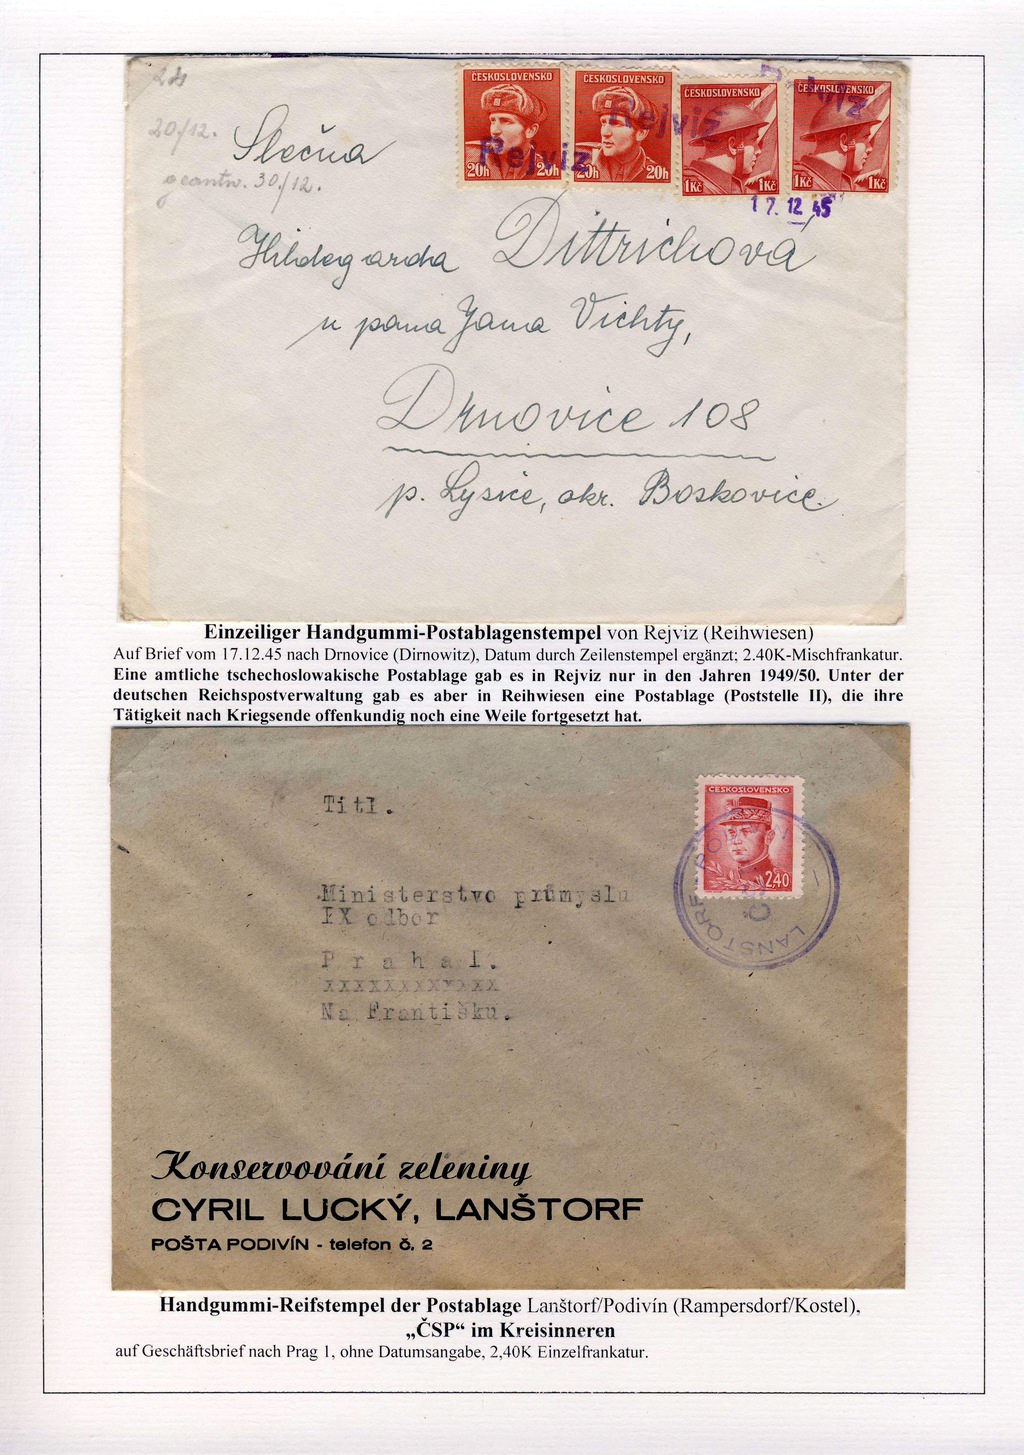 20/12.
30./12.
Slečna
ČESKOSLOVENSKO
20h 20h
Rejviz
ČESKOSLOVENSKO
20h 20h
ČESKOSLOVENSKO
1Kč 1Kč
Rejviz
ČESKOSLOVENSKO
1Kč 1Kč
Rejviz
17.12.45
Hildegarda Dittrichova
u pana Jana Vichty,
Drnovice 108
p. Lysice, okr. Boskovice.
Einzeiliger Handgummi-Postablagenstempel von Rejviz (Reihwiesen)
Auf Brief vom 17.12.45 nach Drnovice (Dirnowitz), Datum durch Zeilenstempel ergänzt; 2.40K-Mischfrankatur.
Eine amtliche tschechoslowakische Postablage gab es in Rejviz nur in den Jahren 1949/50. Unter der
deutschen Reichspostverwaltung gab es aber in Reihwiesen eine Postablage (Poststelle II), die ihre
Tätigkeit nach Kriegsende offenkundig noch eine Weile fortgesetzt hat.
ČESKOSLOVENSKO
2.40
LANŠTORF
Titl.
Ministerstvo průmyslu
IX odbor
P r a h a I.
xxxxxxxxxxxx
Na Františku.
Konservování zeleniny
CYRIL LUCKÝ, LANŠTORF
POŠTA PODIVÍN - telefon č. 2
Handgummi-Reifstempel der Postablage Lanštorf/Podivín (Rampersdorf/Kostel),
„ČSP“ im Kreisinneren
auf Geschäftsbrief nach Prag 1, ohne Datumsangabe, 2,40K Einzelfrankatur.